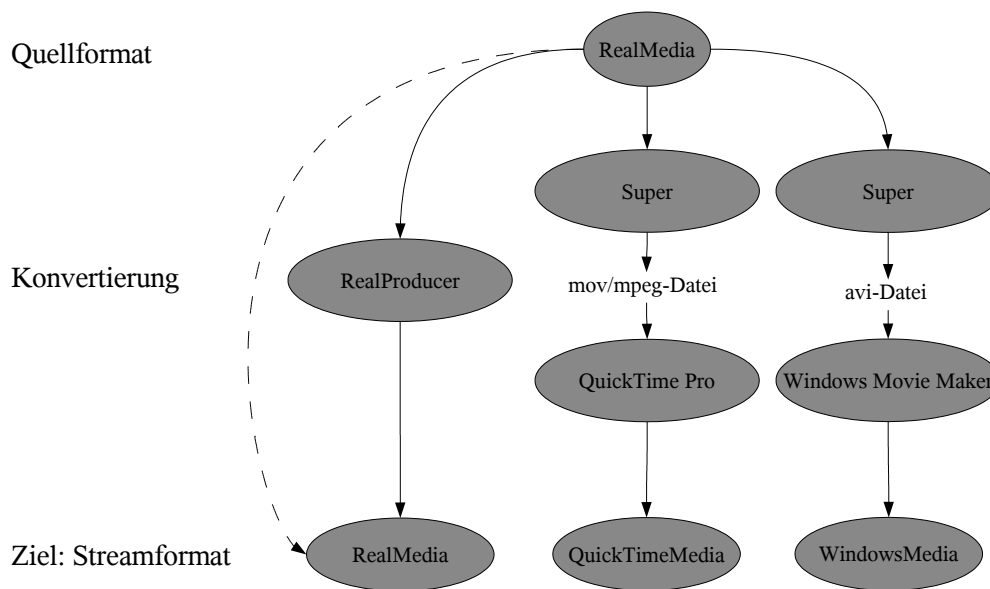 Quellformat
RealMedia
Super
Super
Konvertierung
RealProducer
mov/mpeg-Datei
avi-Datei
QuickTime Pro
Windows Movie Maker
Ziel: Streamformat
RealMedia
QuickTimeMedia
WindowsMedia